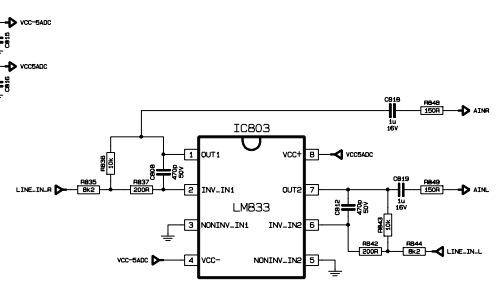 VCC-5ADC
C815
VCC5ADC
C816
C818
1u
16V
R848
150R
AINR
IC803
R836
10k
C808
470p
50V
1
OUT1
VCC+
8
VCC5ADC
LINE_IN_R
R835
8k2
R837
200R
2
INV_IN1
OUT2
7
C819
1u
16V
R849
150R
AINL
LM833
C812
470p
50V
R843
10k
3
NONINV_IN1
INV_IN2
6
R842
200R
R844
8k2
LINE_IN_L
VCC-5ADC
4
VCC-
NONINV_IN2
5